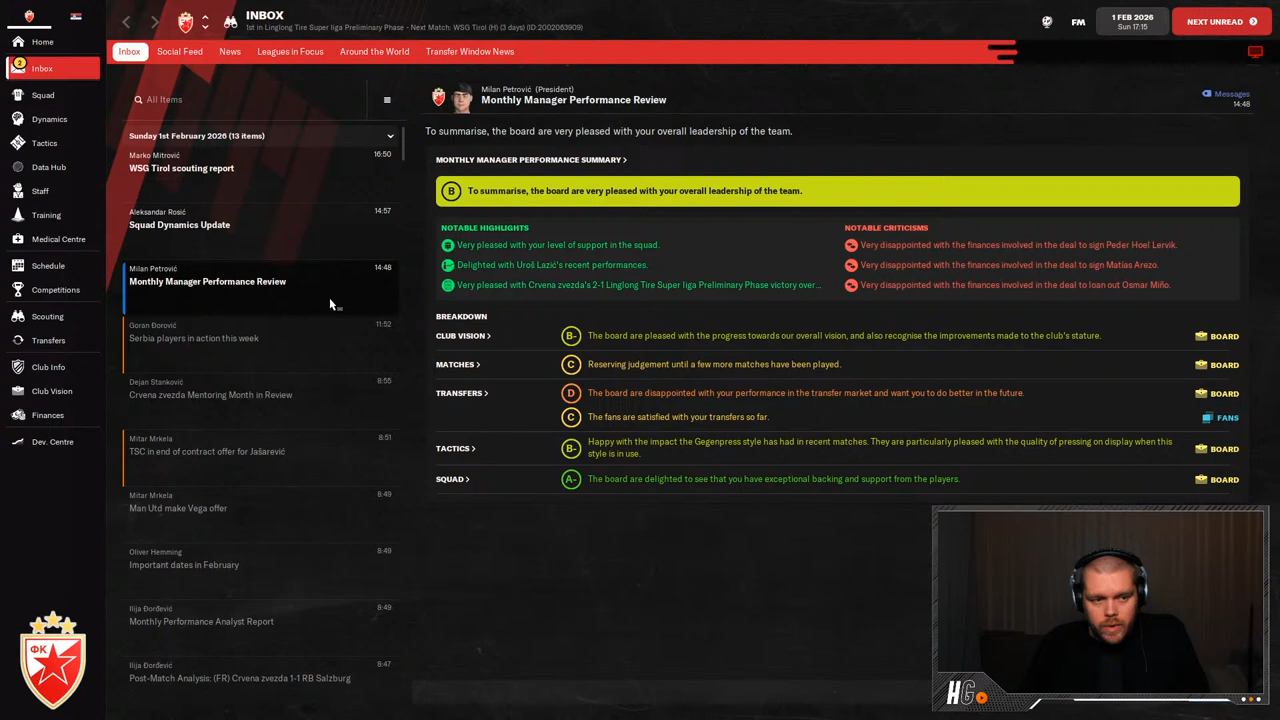 INBOX
1st in Linglong Tire Super liga Preliminary Phase - Next Match: WSG Tirol (H) (3 days) (ID:2002063909)
FM
1 FEB 2026
Sun 17:15
NEXT UNREAD
Home
2
Inbox
Squad
Dynamics
Tactics
Data Hub
Staff
Training
Medical Centre
Schedule
Competitions
Scouting
Transfers
Club Info
Club Vision
Finances
Dev. Centre
ФК
Inbox
Social Feed
News
Leagues in Focus
Around the World
Transfer Window News
All Items
Sunday 1st February 2026 (13 items)
Marko Mitrović 16:50
WSG Tirol scouting report
Aleksandar Rosić 14:57
Squad Dynamics Update
Milan Petrović 14:48
Monthly Manager Performance Review
Goran Đorović 11:52
Serbia players in action this week
Dejan Stanković 8:55
Crvena zvezda Mentoring Month in Review
Mitar Mrkela 8:51
TSC in end of contract offer for Jašarević
Mitar Mrkela 8:49
Man Utd make Vega offer
Oliver Hemming 8:49
Important dates in February
Ilija Đorđević 8:49
Monthly Performance Analyst Report
Ilija Đorđević 8:47
Post-Match Analysis: (FR) Crvena zvezda 1-1 RB Salzburg
Milan Petrović (President)
Monthly Manager Performance Review
Messages
14:48
To summarise, the board are very pleased with your overall leadership of the team.
MONTHLY MANAGER PERFORMANCE SUMMARY >
B To summarise, the board are very pleased with your overall leadership of the team.
NOTABLE HIGHLIGHTS
Very pleased with your level of support in the squad.
Delighted with Uroš Lazić's recent performances.
Very pleased with Crvena zvezda's 2-1 Linglong Tire Super liga Preliminary Phase victory over...
NOTABLE CRITICISMS
Very disappointed with the finances involved in the deal to sign Peder Hoel Lervik.
Very disappointed with the finances involved in the deal to sign Matías Arezo.
Very disappointed with the finances involved in the deal to loan out Osmar Miño.
BREAKDOWN
CLUB VISION > B- The board are pleased with the progress towards our overall vision, and also recognise the improvements made to the club's stature. BOARD
MATCHES > C Reserving judgement until a few more matches have been played. BOARD
TRANSFERS > D The board are disappointed with your performance in the transfer market and want you to do better in the future. BOARD
C The fans are satisfied with your transfers so far. FANS
TACTICS > B- Happy with the impact the Gegenpress style has had in recent matches. They are particularly pleased with the quality of pressing on display when this
style is in use. BOARD
SQUAD > A- The board are delighted to see that you have exceptional backing and support from the players. BOARD
HG